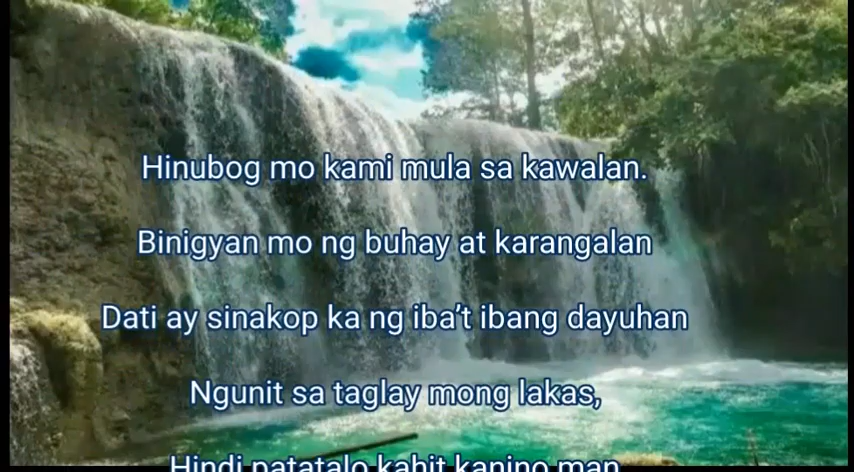 Hinubog mo kami mula sa kawalan.
Binigyan mo ng buhay at karangalan
Dati ay sinakop ka ng iba’t ibang dayuhan
Ngunit sa taglay mong lakas,
Hindi patatalo kahit kanino man